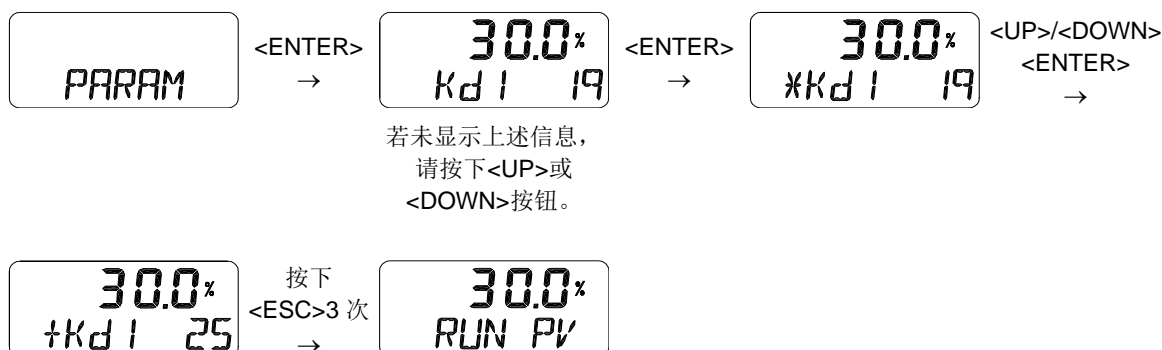 PARAM
<ENTER>
→
30.0%
Kd1 19
若未显示上述信息，
请按下<UP>或
<DOWN>按钮。
<ENTER>
→
30.0%
*Kd1 19
<UP>/<DOWN>
<ENTER>
→
30.0%
+Kd1 25
按下
<ESC>3 次
→
30.0%
RUN PV